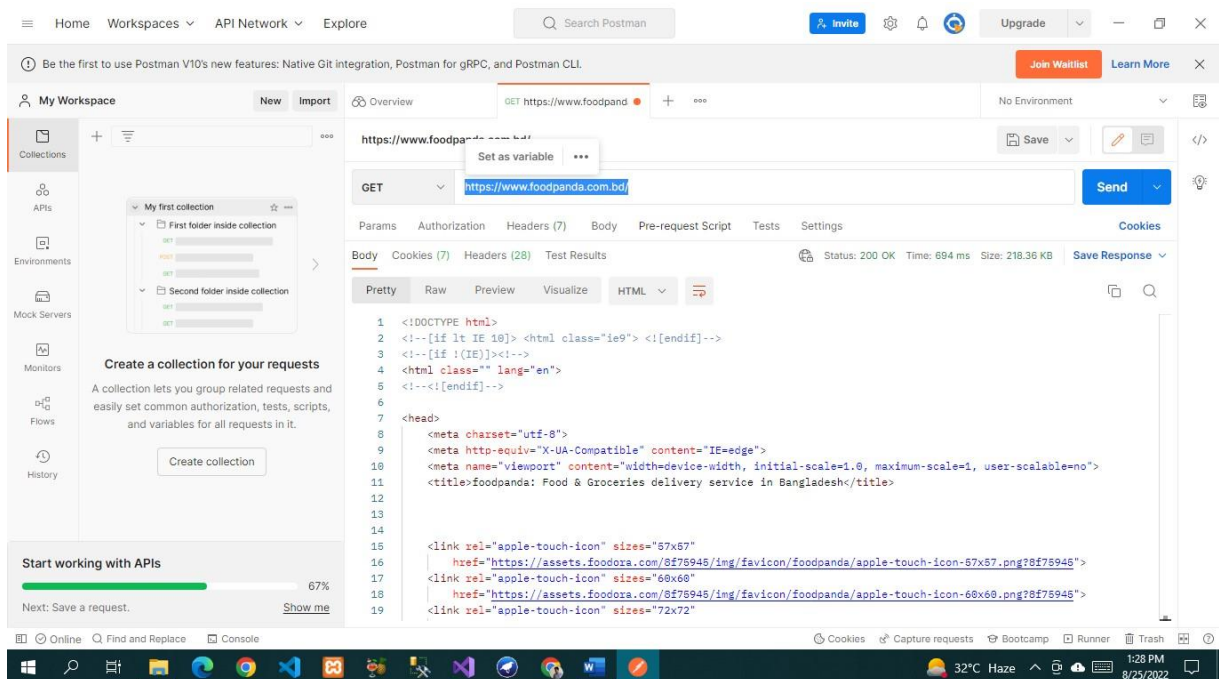 Home Workspaces API Network Explore Search Postman Invite Upgrade
Be the first to use Postman V10's new features: Native Git integration, Postman for gRPC, and Postman CLI. Join Waitlist Learn More
My Workspace New Import Overview GET https://www.foodpand No Environment
Collections
APIs
Environments
Mock Servers
Monitors
Flows
History
My first collection
First folder inside collection
GET
POST
GET
Second folder inside collection
GET
GET
Create a collection for your requests
A collection lets you group related requests and
easily set common authorization, tests, scripts,
and variables for all requests in it.
Create collection
Start working with APIs
67%
Next: Save a request. Show me
Save
Set as variable
GET https://www.foodpanda.com.bd/ Send
Params Authorization Headers (7) Body Pre-request Script Tests Settings Cookies
Body Cookies (7) Headers (28) Test Results Status: 200 OK Time: 694 ms Size: 218.36 KB Save Response
Pretty Raw Preview Visualize HTML
1 <!DOCTYPE html>
2 <!--[if lt IE 10]> <html class="ie9"> <![endif]-->
3 <!--[if !(IE)]><!-->
4 <html class="" lang="en">
5 <!--<![endif]-->
6
7 <head>
8 <meta charset="utf-8">
9 <meta http-equiv="X-UA-Compatible" content="IE=edge">
10 <meta name="viewport" content="width=device-width, initial-scale=1.0, maximum-scale=1, user-scalable=no">
11 <title>foodpanda: Food & Groceries delivery service in Bangladesh</title>
12
13
14
15 <link rel="apple-touch-icon" sizes="57x57"
16 href="https://assets.foodora.com/8f75945/img/favicon/foodpanda/apple-touch-icon-57x57.png?8f75945">
17 <link rel="apple-touch-icon" sizes="60x60"
18 href="https://assets.foodora.com/8f75945/img/favicon/foodpanda/apple-touch-icon-60x60.png?8f75945">
19 <link rel="apple-touch-icon" sizes="72x72"
Online Find and Replace Console Cookies Capture requests Bootcamp Runner Trash
32°C Haze 1:28 PM
8/25/2022